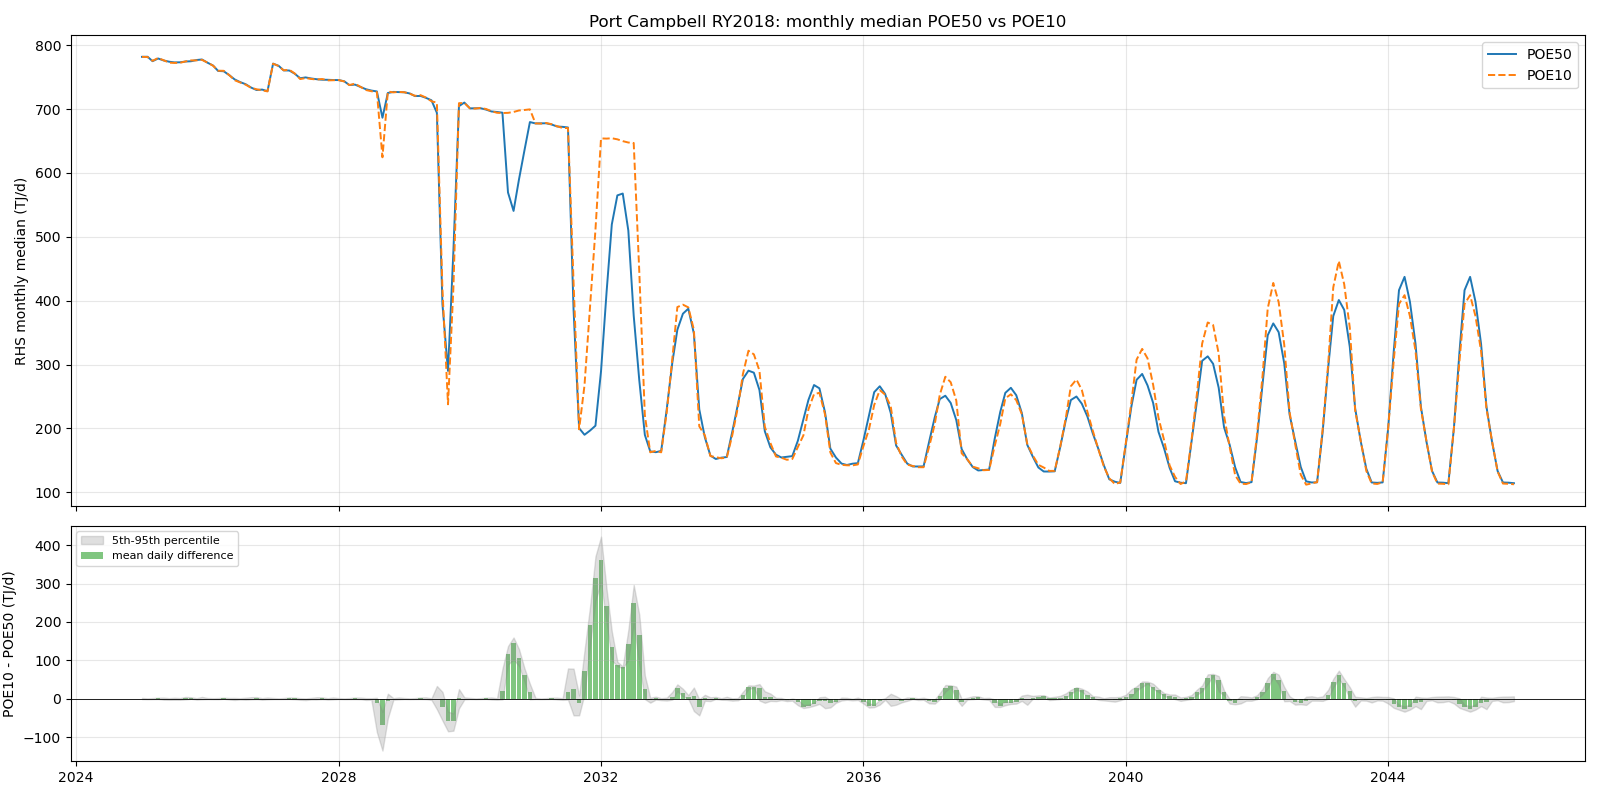 Port Campbell RY2018: monthly median POE50 vs POE10
RHS monthly median (TJ/d)
800
700
600
500
400
300
200
100
POE50
POE10
POE10 - POE50 (TJ/d)
400
300
200
100
0
−100
5th-95th percentile
mean daily difference
2024
2028
2032
2036
2040
2044